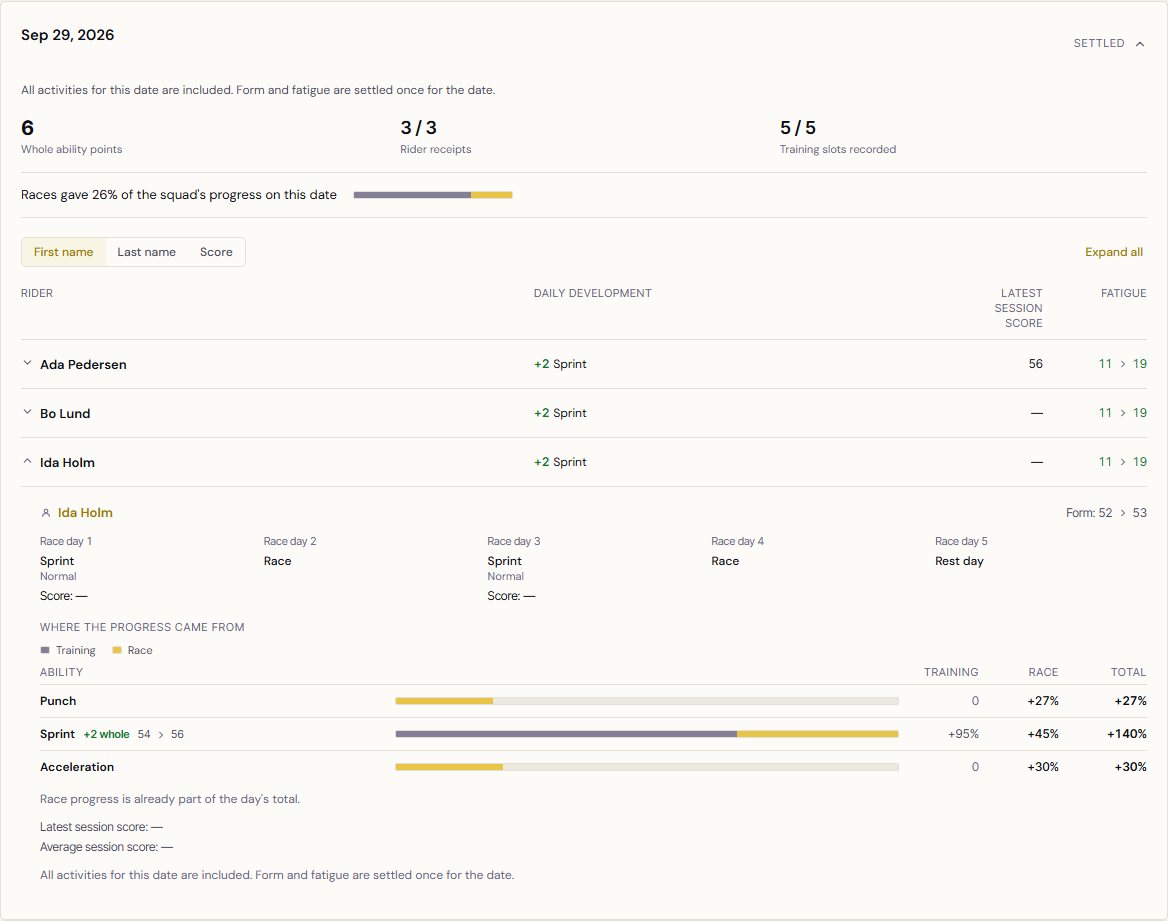 Sep 29, 2026
SETTLED
All activities for this date are included. Form and fatigue are settled once for the date.
6
Whole ability points
3 / 3
Rider receipts
5 / 5
Training slots recorded
Races gave 26% of the squad's progress on this date
First name Last name Score
Expand all
RIDER DAILY DEVELOPMENT LATEST SESSION SCORE FATIGUE
Ada Pedersen +2 Sprint 56 11 > 19
Bo Lund +2 Sprint — 11 > 19
Ida Holm +2 Sprint — 11 > 19
Ida Holm Form: 52 > 53
Race day 1
Sprint
Normal
Score: —
Race day 2
Race
Race day 3
Sprint
Normal
Score: —
Race day 4
Race
Race day 5
Rest day
WHERE THE PROGRESS CAME FROM
Training Race
ABILITY TRAINING RACE TOTAL
Punch 0 +27% +27%
Sprint +2 whole 54 > 56 +95% +45% +140%
Acceleration 0 +30% +30%
Race progress is already part of the day's total.
Latest session score: —
Average session score: —
All activities for this date are included. Form and fatigue are settled once for the date.